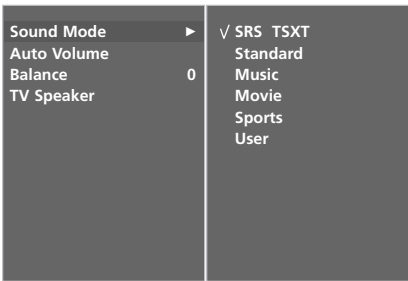 Sound Mode ►
Auto Volume
Balance 0
TV Speaker
√ SRS TSXT
Standard
Music
Movie
Sports
User